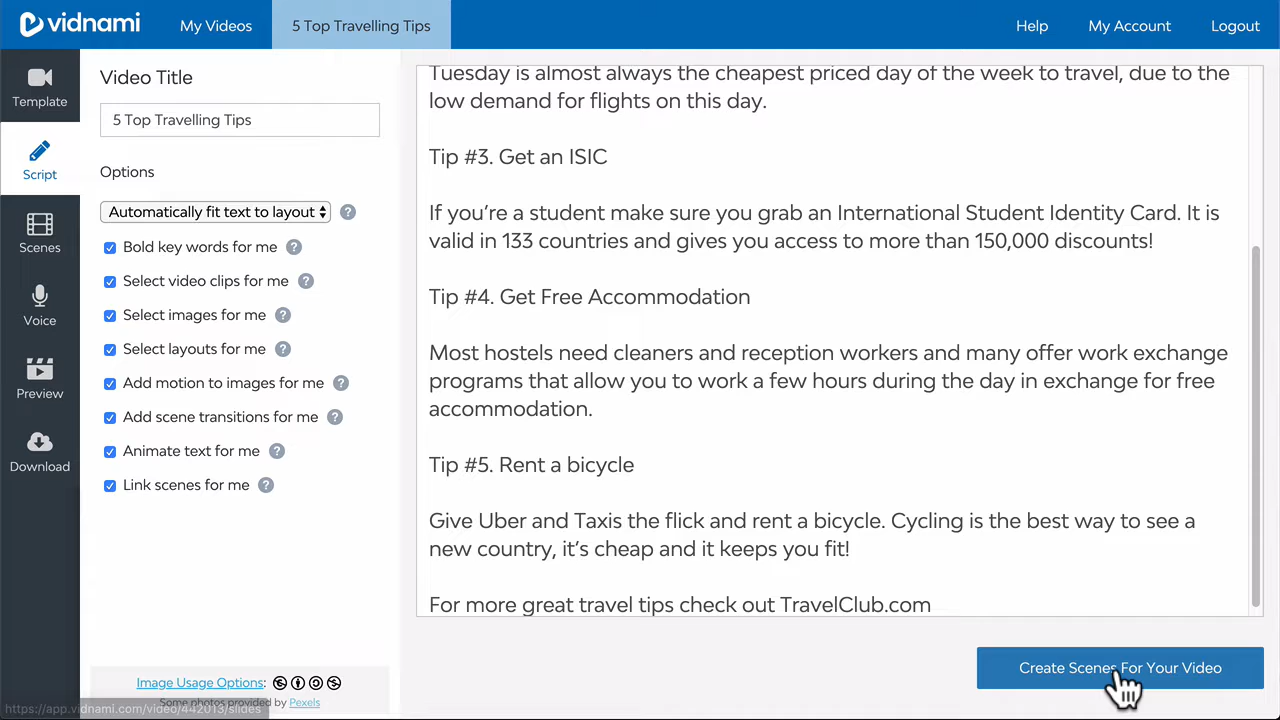 vidnami
My Videos
5 Top Travelling Tips
Help
My Account
Logout
Template
Script
Scenes
Voice
Preview
Download
Video Title
5 Top Travelling Tips
Options
Automatically fit text to layout ?
Bold key words for me ?
Select video clips for me ?
Select images for me ?
Select layouts for me ?
Add motion to images for me ?
Add scene transitions for me ?
Animate text for me ?
Link scenes for me ?
Image Usage Options:
Some photos provided by Pexels
https://app.vidnami.com/video/442013/slides
Tuesday is almost always the cheapest priced day of the week to travel, due to the
low demand for flights on this day.
Tip #3. Get an ISIC
If you’re a student make sure you grab an International Student Identity Card. It is
valid in 133 countries and gives you access to more than 150,000 discounts!
Tip #4. Get Free Accommodation
Most hostels need cleaners and reception workers and many offer work exchange
programs that allow you to work a few hours during the day in exchange for free
accommodation.
Tip #5. Rent a bicycle
Give Uber and Taxis the flick and rent a bicycle. Cycling is the best way to see a
new country, it’s cheap and it keeps you fit!
For more great travel tips check out TravelClub.com
Create Scenes For Your Video